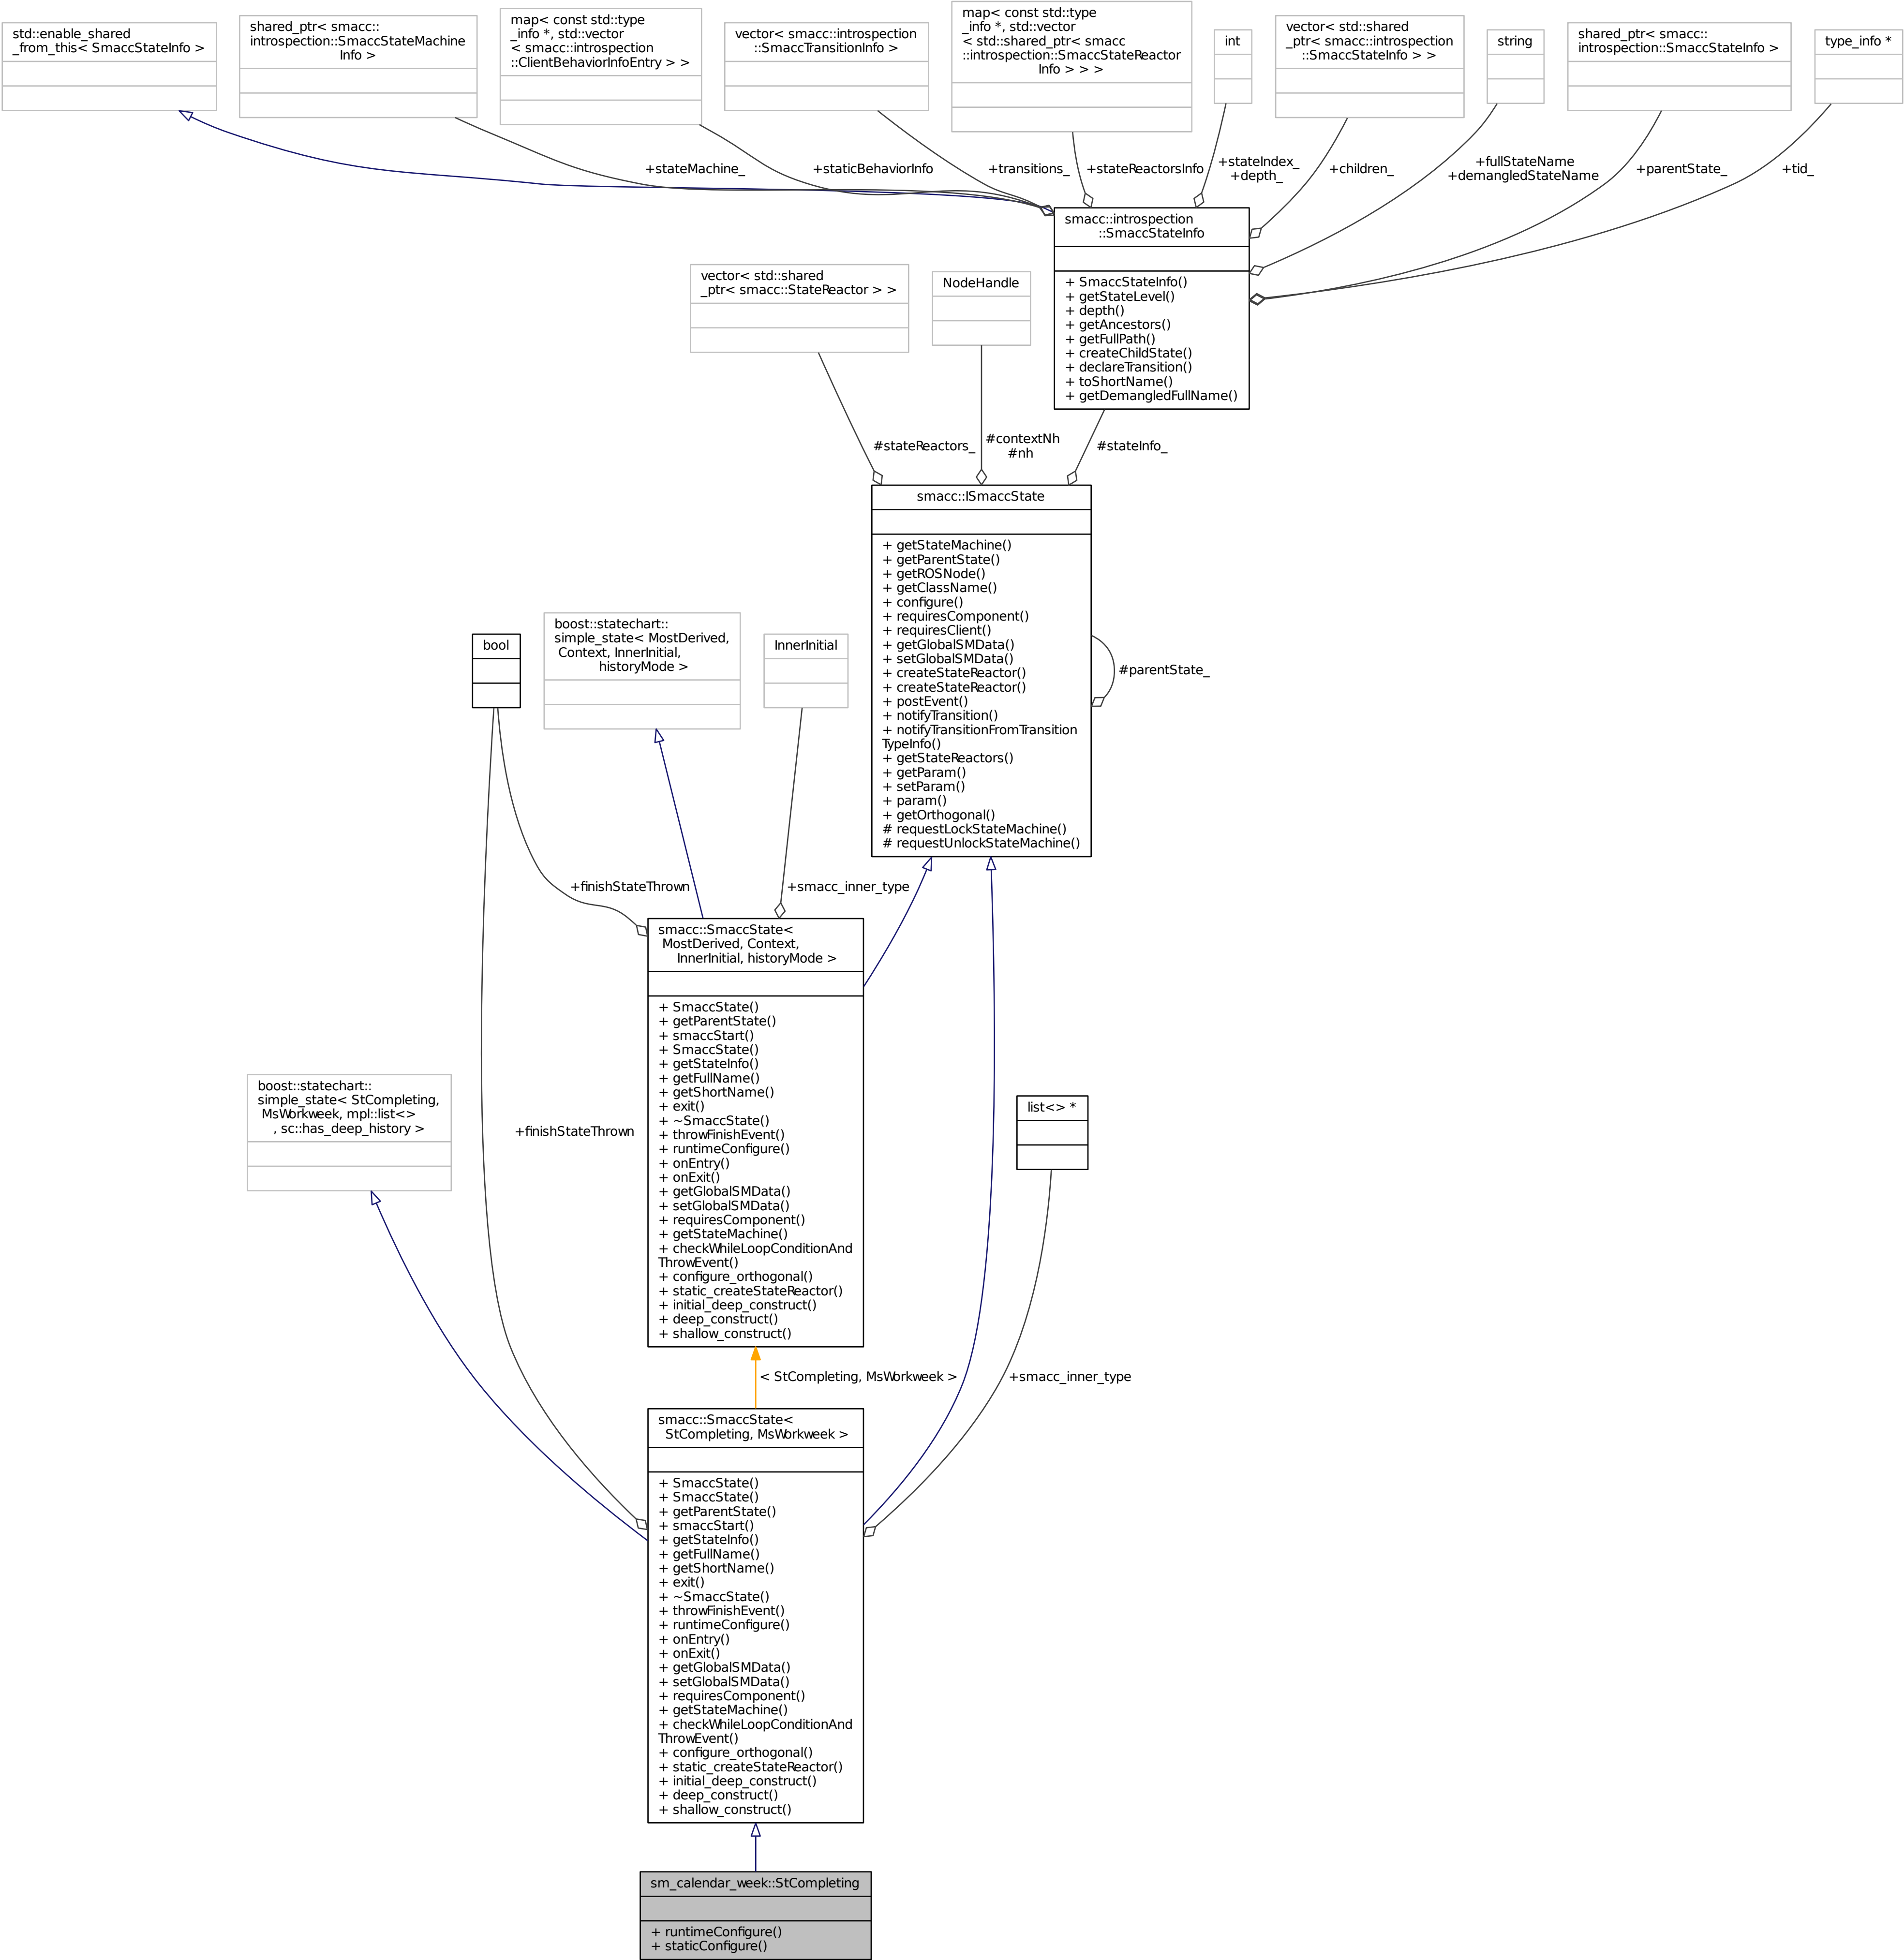 std::enable_shared
_from_this< SmaccStateInfo >
shared_ptr< smacc::
introspection::SmaccStateMachine
Info >
map< const std::type
_info *, std::vector
< smacc::introspection
::ClientBehaviorInfoEntry > >
vector< smacc::introspection
::SmaccTransitionInfo >
map< const std::type
_info *, std::vector
< std::shared_ptr< smacc
::introspection::SmaccStateReactor
Info > > >
int
vector< std::shared
_ptr< smacc::introspection
::SmaccStateInfo > >
string
shared_ptr< smacc::
introspection::SmaccStateInfo >
type_info *
+stateMachine_
+staticBehaviorInfo
+transitions_
+stateReactorsInfo
+stateIndex_
+depth_
+children_
+fullStateName
+demangledStateName
+parentState_
+tid_
smacc::introspection
::SmaccStateInfo
+ SmaccStateInfo()
+ getStateLevel()
+ depth()
+ getAncestors()
+ getFullPath()
+ createChildState()
+ declareTransition()
+ toShortName()
+ getDemangledFullName()
vector< std::shared
_ptr< smacc::StateReactor > >
NodeHandle
#stateReactors_
#contextNh
#nh
#stateInfo_
smacc::ISmaccState
+ getStateMachine()
+ getParentState()
+ getROSNode()
+ getClassName()
+ configure()
+ requiresComponent()
+ requiresClient()
+ getGlobalSMData()
+ setGlobalSMData()
+ createStateReactor()
+ createStateReactor()
+ postEvent()
+ notifyTransition()
+ notifyTransitionFromTransition
TypeInfo()
+ getStateReactors()
+ getParam()
+ setParam()
+ param()
+ getOrthogonal()
# requestLockStateMachine()
# requestUnlockStateMachine()
#parentState_
bool
boost::statechart::
simple_state< MostDerived,
Context, InnerInitial,
historyMode >
InnerInitial
+finishStateThrown
+smacc_inner_type
smacc::SmaccState<
MostDerived, Context,
InnerInitial, historyMode >
+ SmaccState()
+ getParentState()
+ smaccStart()
+ SmaccState()
+ getStateInfo()
+ getFullName()
+ getShortName()
+ exit()
+ ~SmaccState()
+ throwFinishEvent()
+ runtimeConfigure()
+ onEntry()
+ onExit()
+ getGlobalSMData()
+ setGlobalSMData()
+ requiresComponent()
+ getStateMachine()
+ checkWhileLoopConditionAnd
ThrowEvent()
+ configure_orthogonal()
+ static_createStateReactor()
+ initial_deep_construct()
+ deep_construct()
+ shallow_construct()
boost::statechart::
simple_state< StCompleting,
MsWorkweek, mpl::list<>
, sc::has_deep_history >
+finishStateThrown
list<> *
< StCompleting, MsWorkweek >
+smacc_inner_type
smacc::SmaccState<
StCompleting, MsWorkweek >
+ SmaccState()
+ SmaccState()
+ getParentState()
+ smaccStart()
+ getStateInfo()
+ getFullName()
+ getShortName()
+ exit()
+ ~SmaccState()
+ throwFinishEvent()
+ runtimeConfigure()
+ onEntry()
+ onExit()
+ getGlobalSMData()
+ setGlobalSMData()
+ requiresComponent()
+ getStateMachine()
+ checkWhileLoopConditionAnd
ThrowEvent()
+ configure_orthogonal()
+ static_createStateReactor()
+ initial_deep_construct()
+ deep_construct()
+ shallow_construct()
sm_calendar_week::StCompleting
+ runtimeConfigure()
+ staticConfigure()